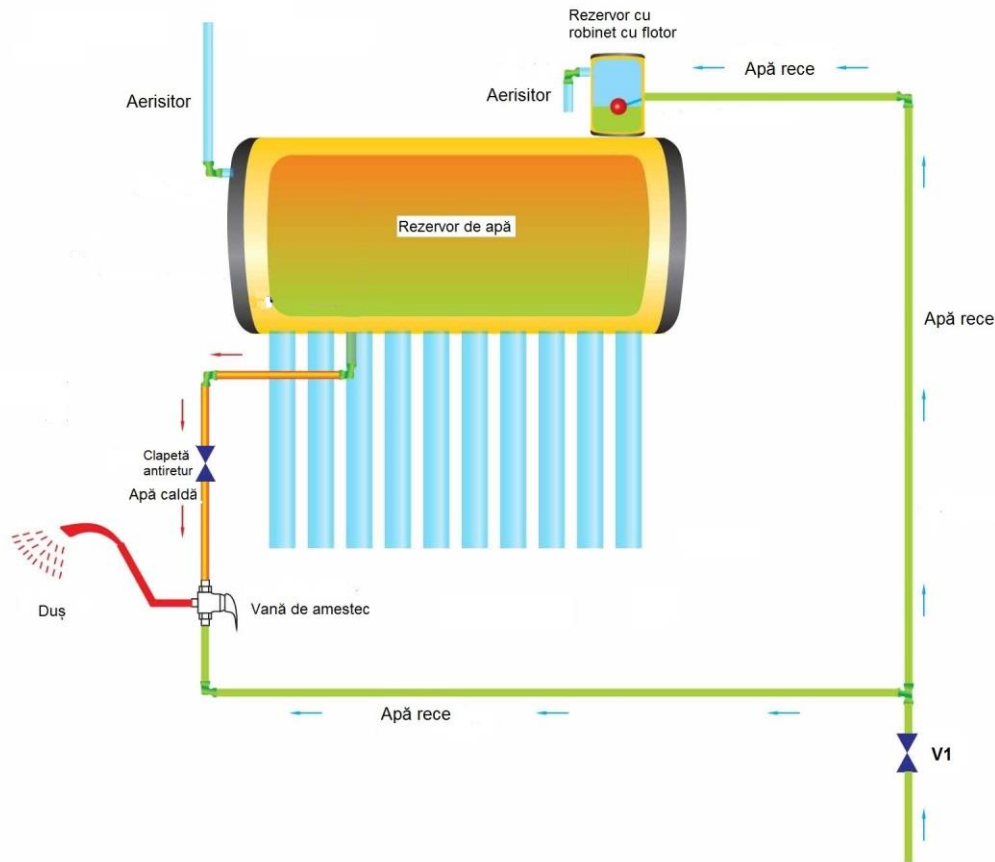 Rezervor cu
robinet cu flotor
Apă rece
Aerisitor
Aerisitor
Rezervor de apă
Apă rece
Clapetă
antiretur
Apă caldă
Duș
Vană de amestec
Apă rece
V1